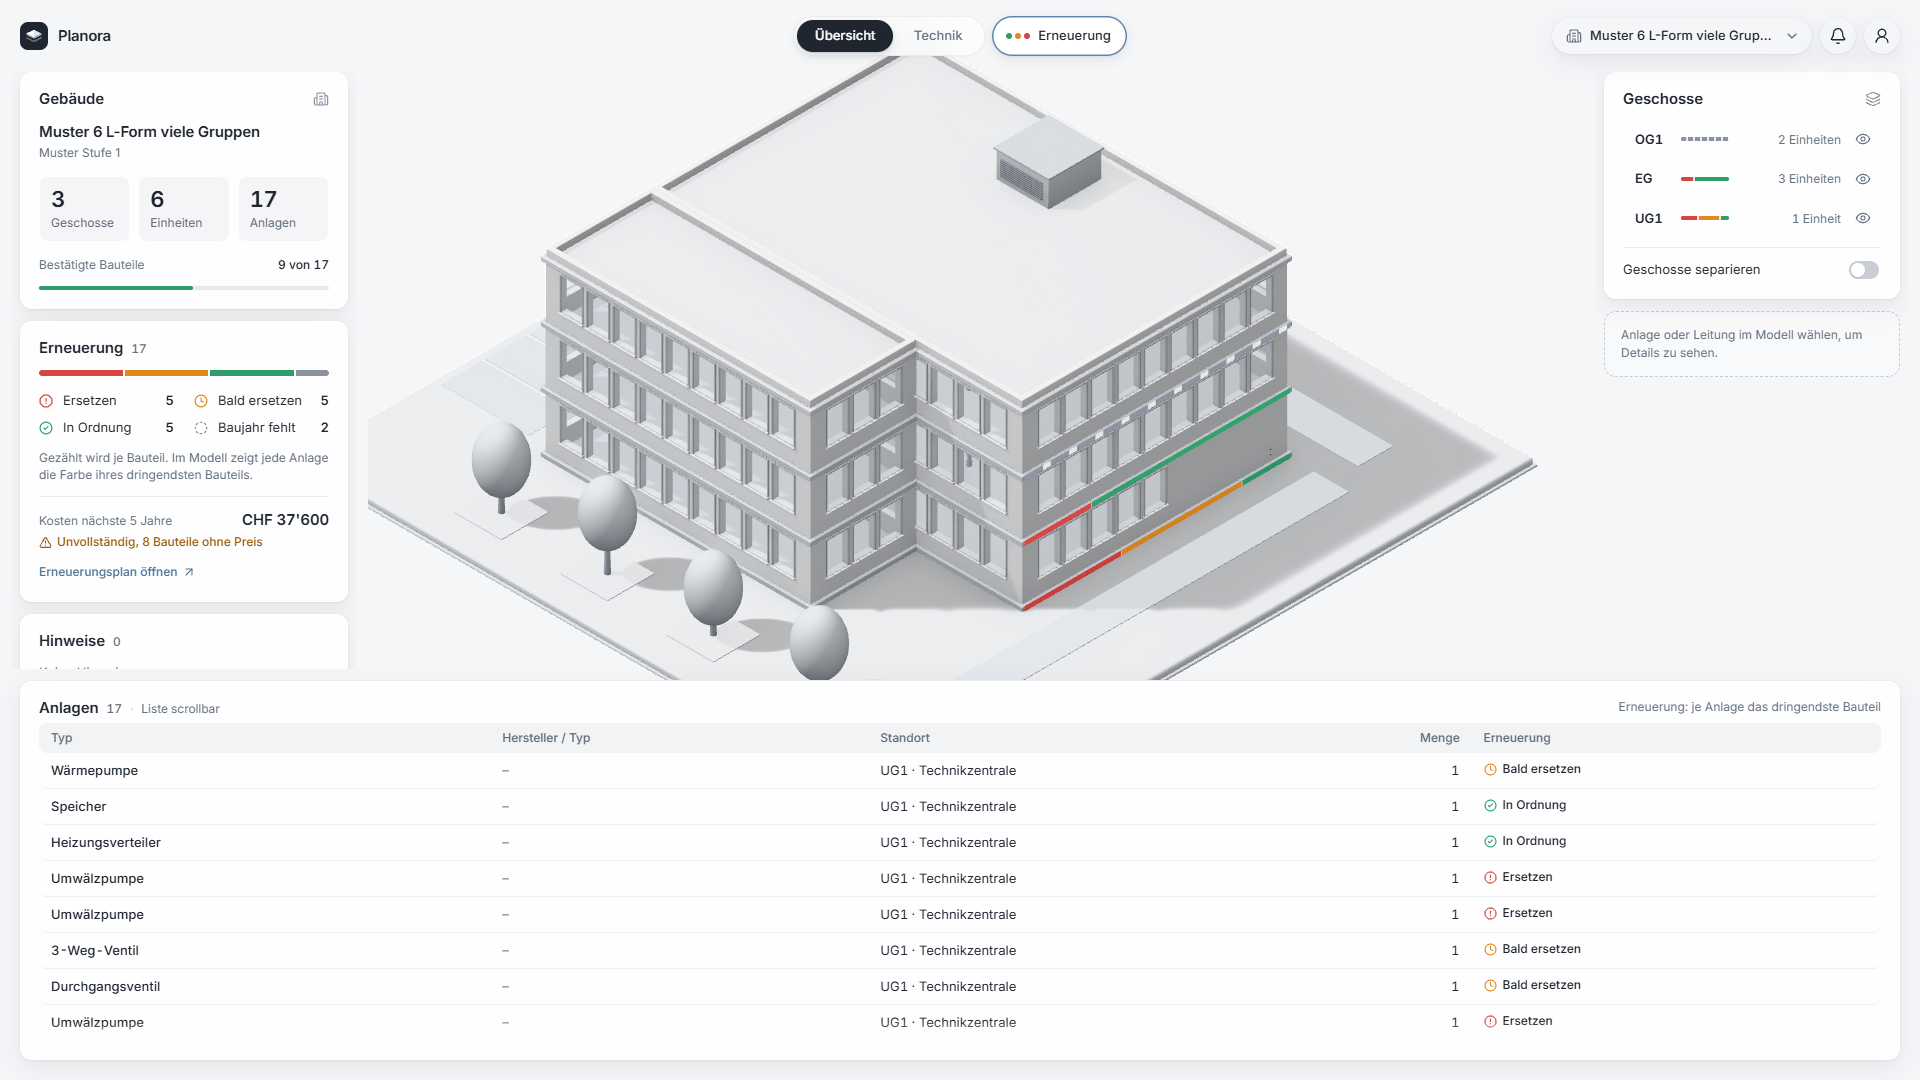 Planora
Übersicht
Technik
Erneuerung
Muster 6 L-Form viele Grup...
Gebäude
Muster 6 L-Form viele Gruppen
Muster Stufe 1
3
Geschosse
6
Einheiten
17
Anlagen
Bestätigte Bauteile 9 von 17
Erneuerung 17
Ersetzen 5
Bald ersetzen 5
In Ordnung 5
Baujahr fehlt 2
Gezählt wird je Bauteil. Im Modell zeigt jede Anlage
die Farbe ihres dringendsten Bauteils.
Kosten nächste 5 Jahre CHF 37'600
Unvollständig, 8 Bauteile ohne Preis
Erneuerungsplan öffnen
Hinweise 0
Geschosse
OG1 2 Einheiten
EG 3 Einheiten
UG1 1 Einheit
Geschosse separieren
Anlage oder Leitung im Modell wählen, um
Details zu sehen.
Anlagen 17 · Liste scrollbar
Erneuerung: je Anlage das dringendste Bauteil
Typ Hersteller / Typ Standort Menge Erneuerung
Wärmepumpe – UG1 · Technikzentrale 1 Bald ersetzen
Speicher – UG1 · Technikzentrale 1 In Ordnung
Heizungsverteiler – UG1 · Technikzentrale 1 In Ordnung
Umwälzpumpe – UG1 · Technikzentrale 1 Ersetzen
Umwälzpumpe – UG1 · Technikzentrale 1 Ersetzen
3-Weg-Ventil – UG1 · Technikzentrale 1 Bald ersetzen
Durchgangsventil – UG1 · Technikzentrale 1 Bald ersetzen
Umwälzpumpe – UG1 · Technikzentrale 1 Ersetzen